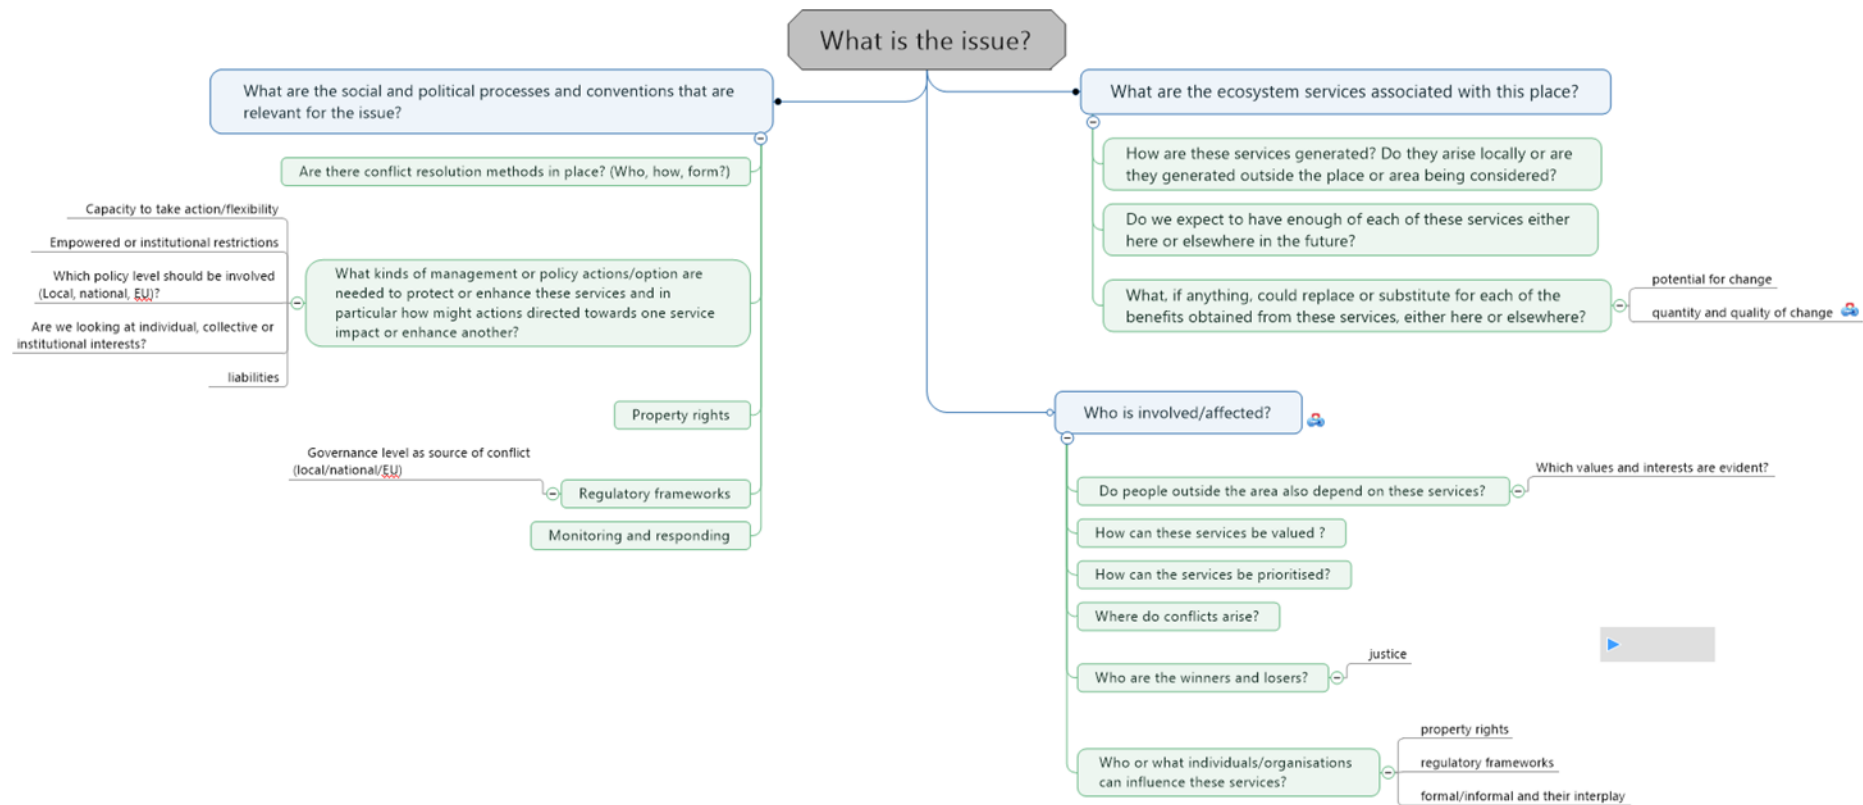 What is the issue?
What are the social and political processes and conventions that are
relevant for the issue?
Are there conflict resolution methods in place? (Who, how, form?)
Capacity to take action/flexibility
Empowered or institutional restrictions
Which policy level should be involved
(Local, national, EU)?
Are we looking at individual, collective or
institutional interests?
liabilities
What kinds of management or policy actions/option are
needed to protect or enhance these services and in
particular how might actions directed towards one service
impact or enhance another?
Property rights
Governance level as source of conflict
(local/national/EU)
Regulatory frameworks
Monitoring and responding
What are the ecosystem services associated with this place?
How are these services generated? Do they arise locally or are
they generated outside the place or area being considered?
Do we expect to have enough of each of these services either
here or elsewhere in the future?
What, if anything, could replace or substitute for each of the
benefits obtained from these services, either here or elsewhere?
potential for change
quantity and quality of change
Who is involved/affected?
Do people outside the area also depend on these services?
Which values and interests are evident?
How can these services be valued ?
How can the services be prioritised?
Where do conflicts arise?
Who are the winners and losers?
justice
Who or what individuals/organisations
can influence these services?
property rights
regulatory frameworks
formal/informal and their interplay